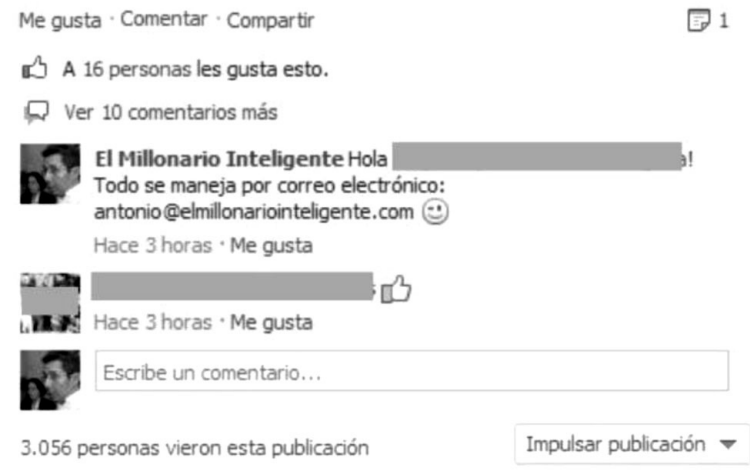 Me gusta · Comentar · Compartir 1
A 16 personas les gusta esto.
Ver 10 comentarios más
El Millonario Inteligente Hola a!
Todo se maneja por correo electrónico:
antonio@elmillonariointeligente.com
Hace 3 horas · Me gusta
Hace 3 horas · Me gusta
Escribe un comentario...
3.056 personas vieron esta publicación Impulsar publicación